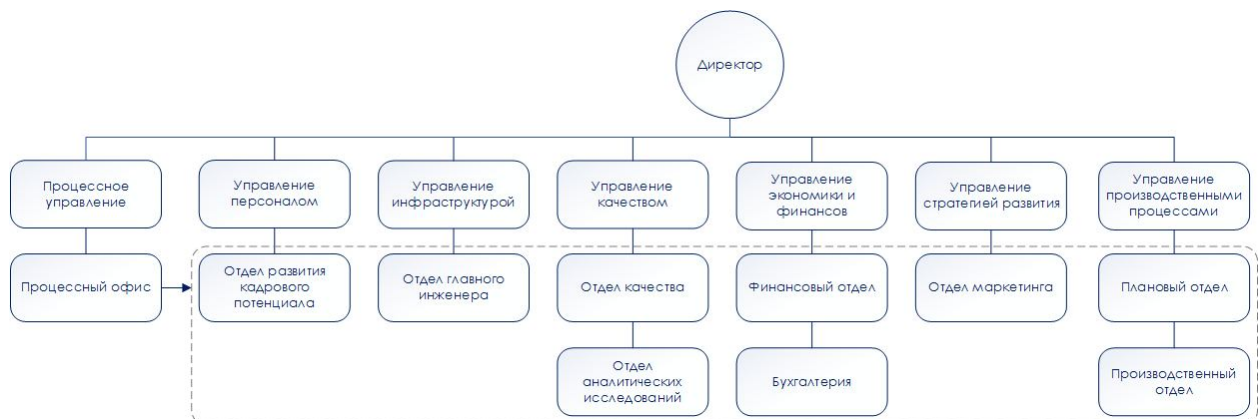 Директор
Процессное
управление
Управление
персоналом
Управление
инфраструктурой
Управление
качеством
Управление
экономики и
финансов
Управление
стратегией развития
Управление
производственными
процессами
Процессный офис
Отдел развития
кадрового
потенциала
Отдел главного
инженера
Отдел качества
Финансовый отдел
Отдел маркетинга
Плановый отдел
Отдел
аналитических
исследований
Бухгалтерия
Производственный
отдел